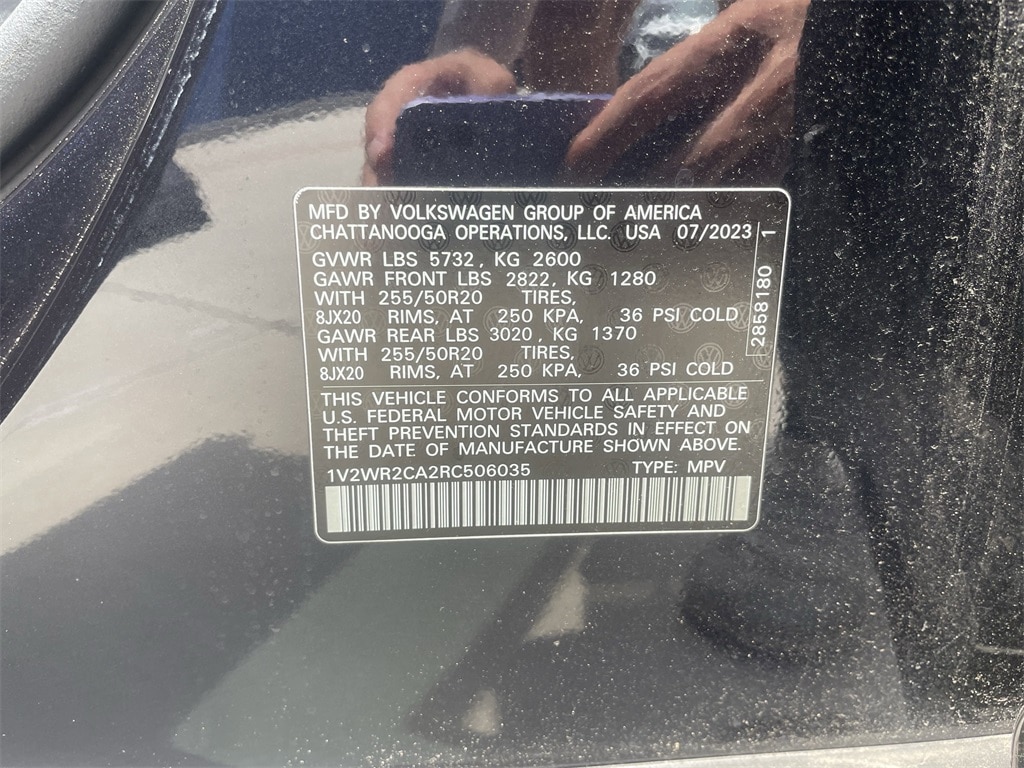 MFD BY VOLKSWAGEN GROUP OF AMERICA
CHATTANOOGA OPERATIONS, LLC, USA 07/2023
GVWR LBS 5732, KG 2600
GAWR FRONT LBS 2822, KG 1280
WITH 255/50R20 TIRES,
8JX20 RIMS, AT 250 KPA, 36 PSI COLD
GAWR REAR LBS 3020, KG 1370
WITH 255/50R20 TIRES,
8JX20 RIMS, AT 250 KPA, 36 PSI COLD
THIS VEHICLE CONFORMS TO ALL APPLICABLE
U.S. FEDERAL MOTOR VEHICLE SAFETY AND
THEFT PREVENTION STANDARDS IN EFFECT ON
THE DATE OF MANUFACTURE SHOWN ABOVE.
1V2WR2CA2RC506035 TYPE: MPV
2858180 1